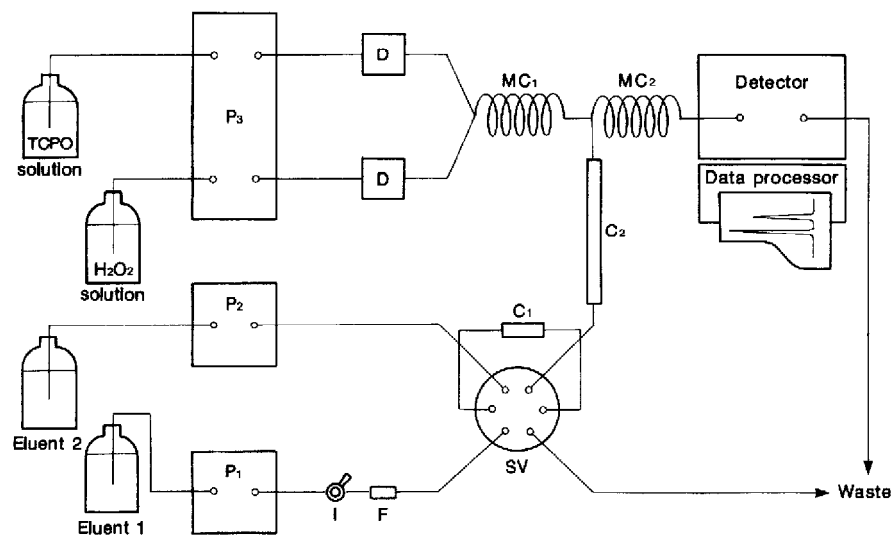 TCPO
solution
P₃
D
D
MC₁
MC₂
Detector
Data processor
H₂O₂
solution
C₂
P₂
C₁
Eluent 2
SV
Eluent 1
P₁
I
F
Waste